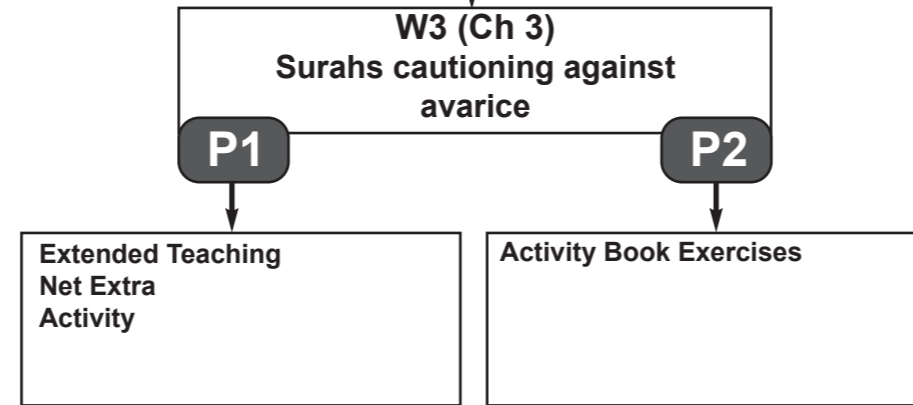 W3 (Ch 3)
Surahs cautioning against
avarice
P1
P2
Extended Teaching
Net Extra
Activity
Activity Book Exercises